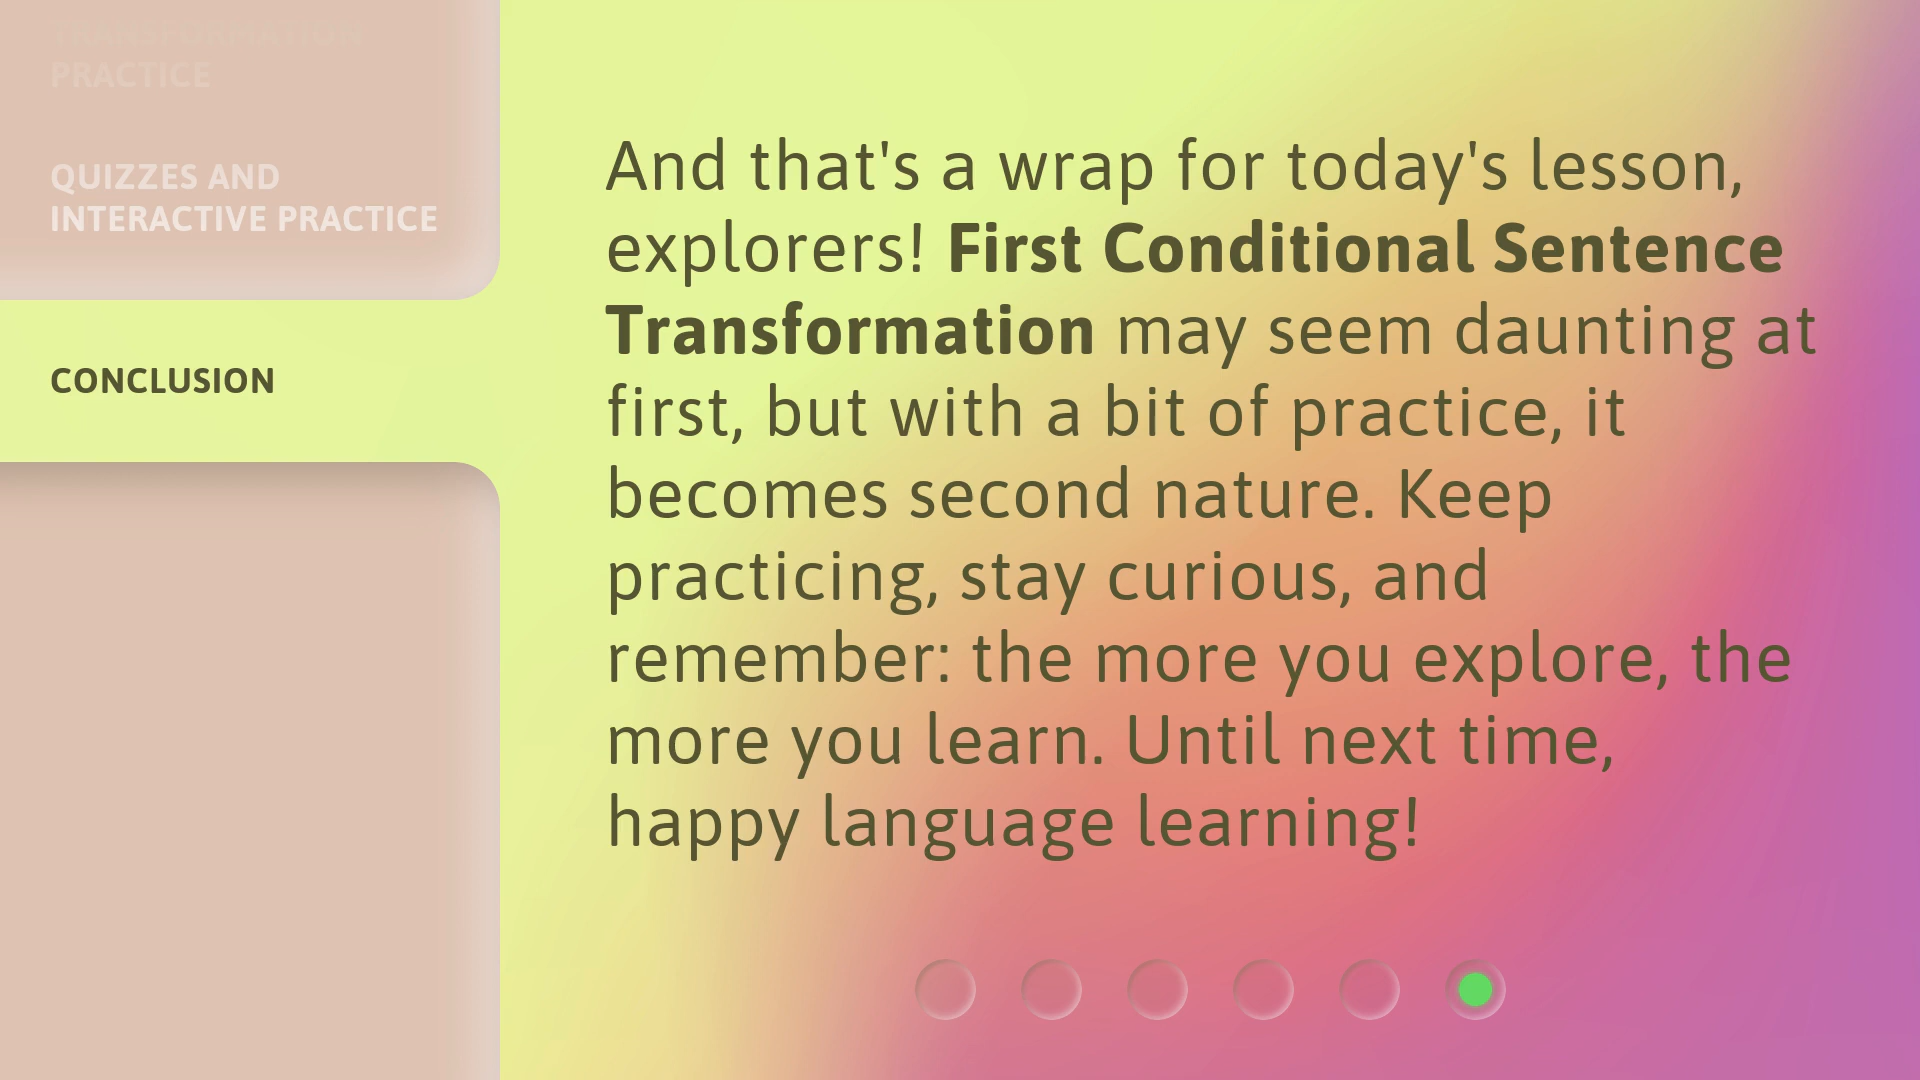 TRANSFORMATION
PRACTICE
QUIZZES AND
INTERACTIVE PRACTICE
CONCLUSION
And that's a wrap for today's lesson,
explorers! First Conditional Sentence
Transformation may seem daunting at
first, but with a bit of practice, it
becomes second nature. Keep
practicing, stay curious, and
remember: the more you explore, the
more you learn. Until next time,
happy language learning!